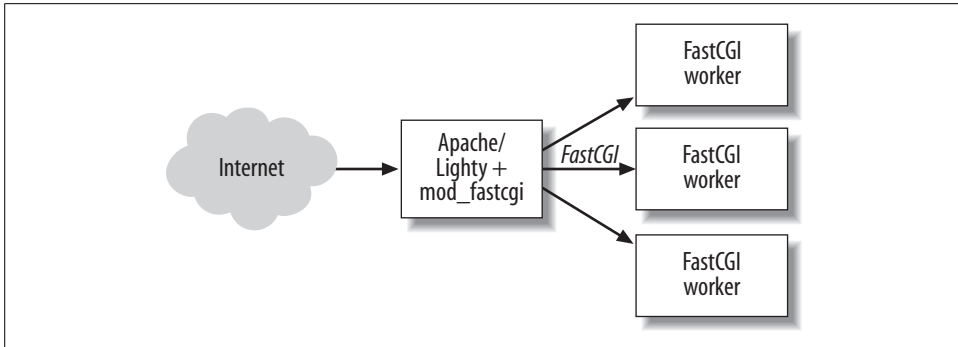 Internet
Apache/
Lighty +
mod_fastcgi
FastCGI
FastCGI
worker
FastCGI
worker
FastCGI
worker